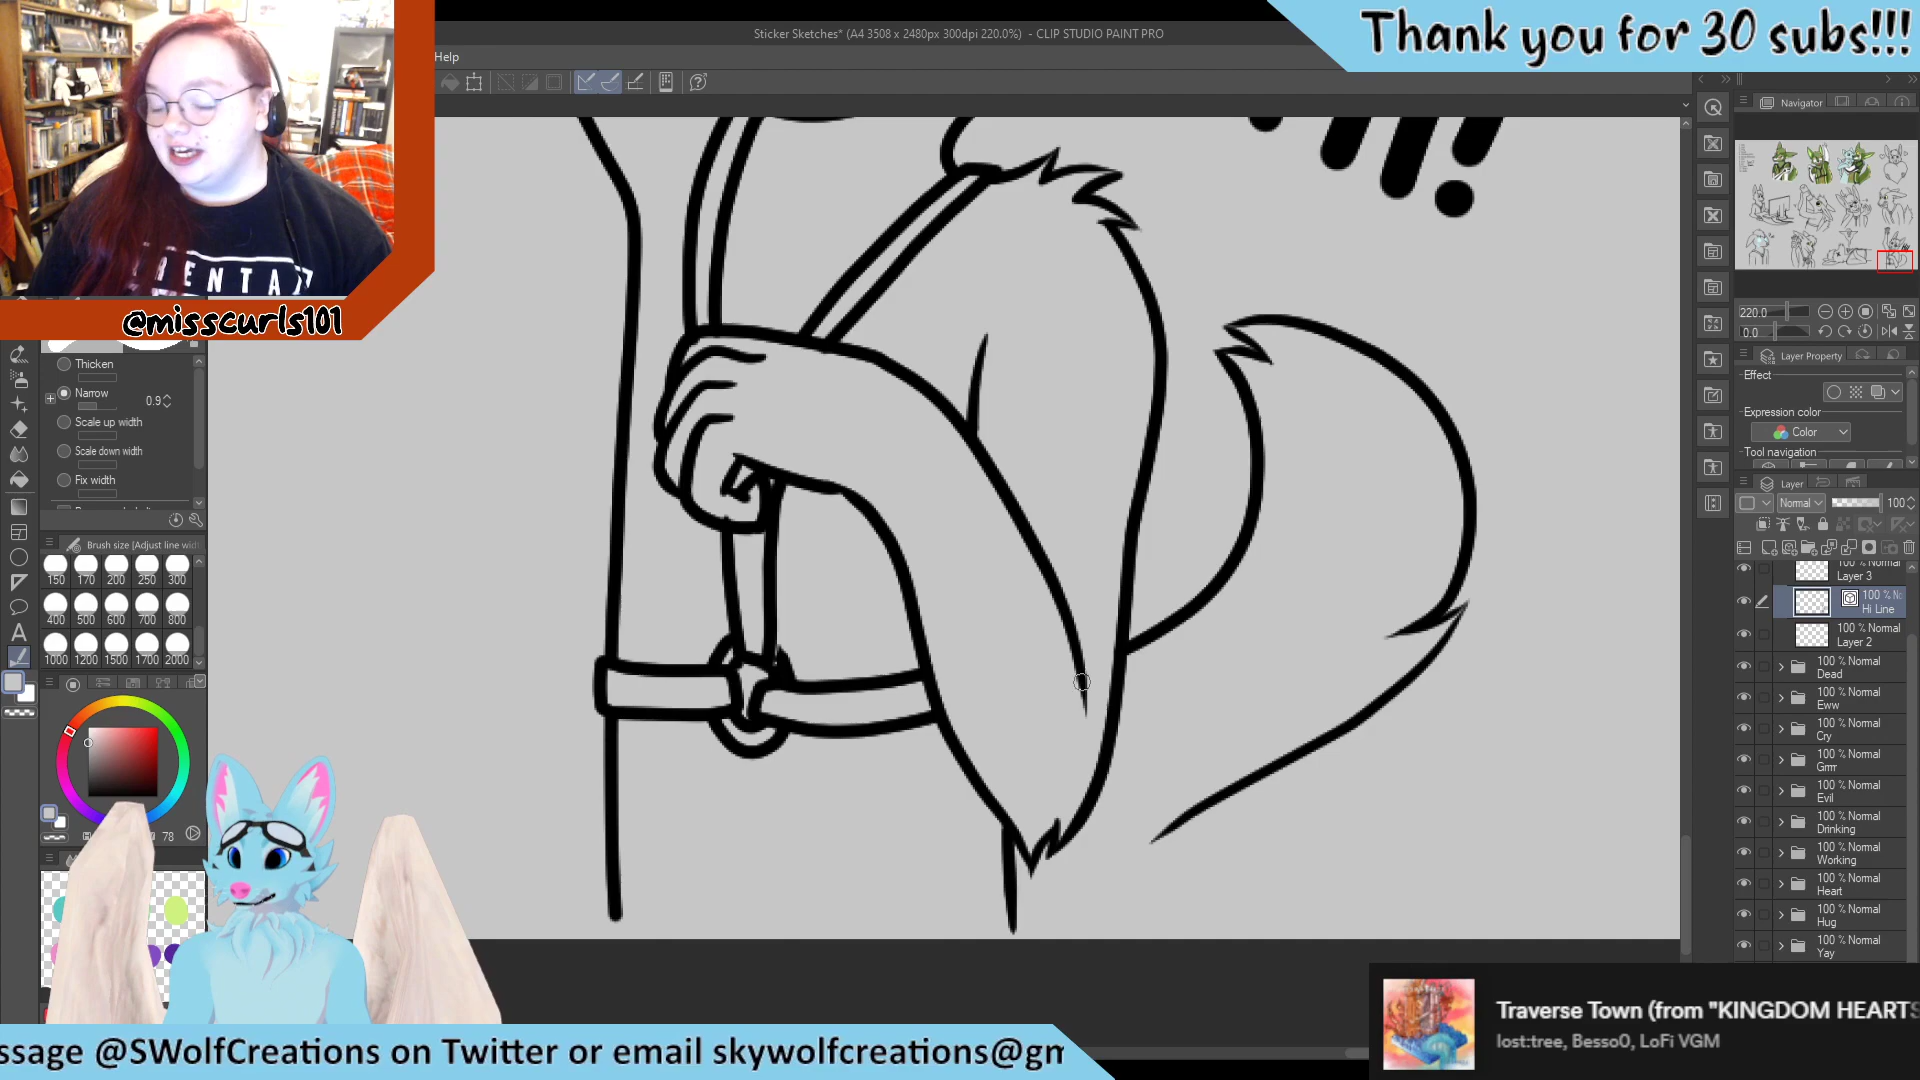 Thank you for 30 subs!!!
Sticker Sketches* (A4 3508 x 2480px 300dpi 220.0%) - CLIP STUDIO PAINT PRO
Help
@misscurls101
Navigator
220.0
0.0
Layer Property
Effect
Expression color
Color
Tool navigation
Thicken
Narrow
0.9
Scale up width
Scale down width
Fix width
Brush size [Adjust line wid
150 170 200 250 300
400 500 600 700 800
1000 1200 1500 1700 2000
78
Layer
Normal
100
100 % Normal
Layer 3
100 % No
Hi Line
100 % Normal
Layer 2
100 % Normal
Dead
100 % Normal
Eww
100 % Normal
Cry
100 % Normal
Grrr
100 % Normal
Evil
100 % Normal
Drinking
100 % Normal
Working
100 % Normal
Heart
100 % Normal
Hug
100 % Normal
Yay
Traverse Town (from "KINGDOM HEARTS
lost:tree, Besso0, LoFi VGM
ssage @SWolfCreations on Twitter or email skywolfcreations@gm